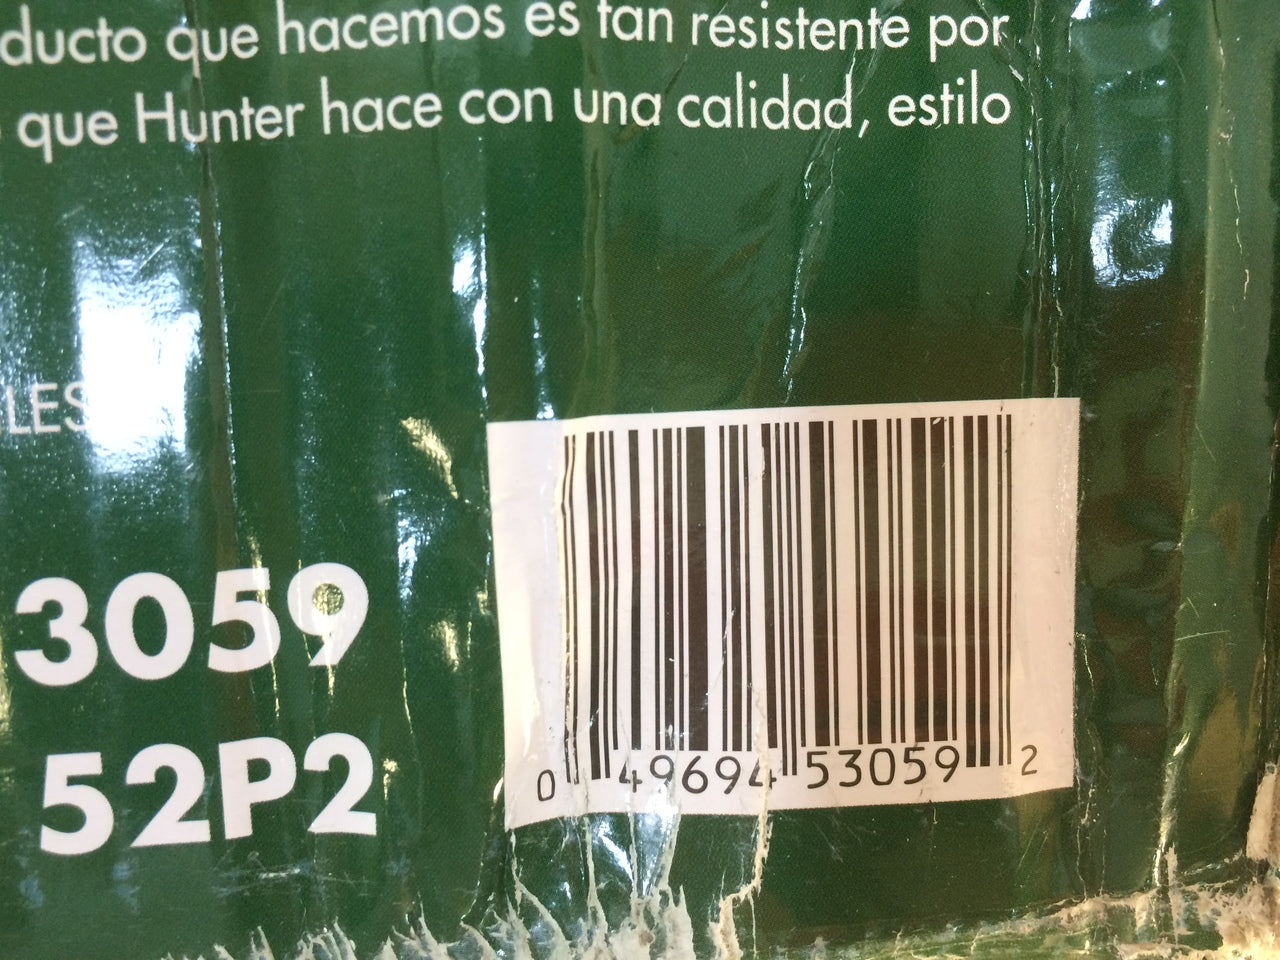 ducto que hacemos es tan resistente por
que Hunter hace con una calidad, estilo
LES
3059
52P2
0 49694 53059 2